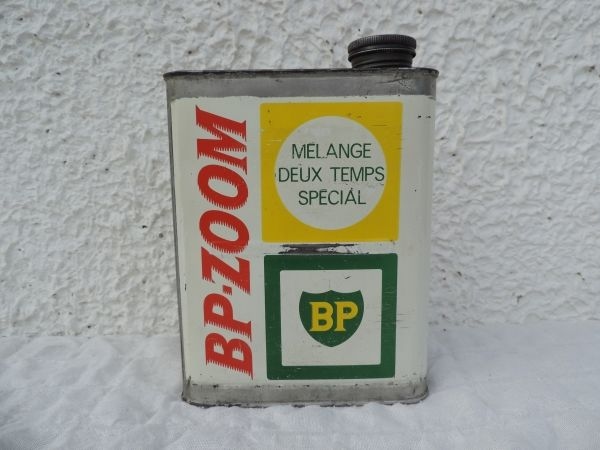 BP-ZOOM
MELANGE
DEUX TEMPS
SPECIAL
BP